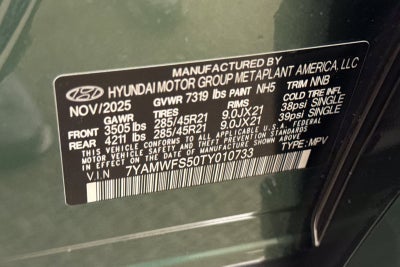 MANUFACTURED BY
HYUNDAI MOTOR GROUP METAPLANT AMERICA, LLC
NOV/2025 GVWR 7319 lbs PAINT NH5 TRIM NNB
TIRES RIMS COLD TIRE INFL
FRONT 3505 lbs 285/45R21 9.0JX21 38psi SINGLE
REAR 4211 lbs 285/45R21 9.0JX21 39psi SINGLE
THIS VEHICLE CONFORMS TO ALL APPLICABLE U.S.A. FEDERAL
MOTOR VEHICLE SAFETY AND THEFT PREVENTION STANDARDS
IN EFFECT ON THE DATE OF MANUFACTURE SHOWN ABOVE.
VIN 7YAMWFS50TY010733 TYPE: MPV